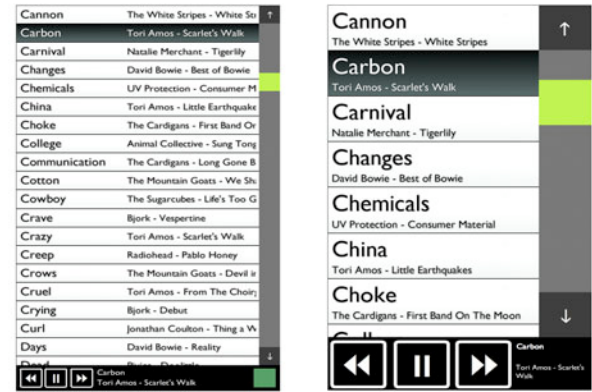 Cannon The White Stripes - White St
Carbon Tori Amos - Scarlet's Walk
Carnival Natalie Merchant - Tigerlily
Changes David Bowie - Best of Bowie
Chemicals UV Protection - Consumer M
China Tori Amos - Little Earthquake
Choke The Cardigans - First Band Or
College Animal Collective - Sung Tong
Communication The Cardigans - Long Gone B
Cotton The Mountain Goats - We Sh
Cowboy The Sugarcubes - Life's Too G
Crave Bjork - Vespertine
Crazy Tori Amos - Scarlet's Walk
Creep Radiohead - Pablo Honey
Crows The Mountain Goats - Devil in
Cruel Tori Amos - From The Choir
Crying Bjork - Debut
Curl Jonathan Coulton - Thing a W
Days David Bowie - Reality
Dead
Carbon
Tori Amos - Scarlet's Walk
Cannon
The White Stripes - White Stripes
Carbon
Tori Amos - Scarlet's Walk
Carnival
Natalie Merchant - Tigerlily
Changes
David Bowie - Best of Bowie
Chemicals
UV Protection - Consumer Material
China
Tori Amos - Little Earthquakes
Choke
The Cardigans - First Band On The Moon
Carbon
Tori Amos - Scarlet's
Walk